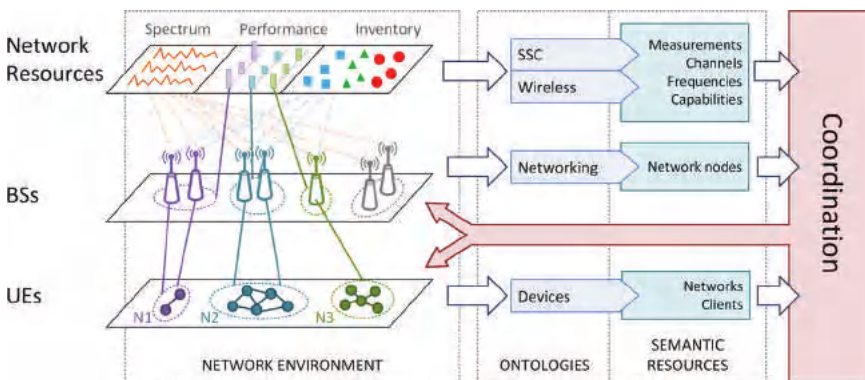 Spectrum Performance Inventory
Network
Resources
SSC
Wireless
Measurements
Channels
Frequencies
Capabilities
BSs
Networking
Network nodes
Coordination
UEs
N1 N2 N3
Devices
Networks
Clients
NETWORK ENVIRONMENT
ONTOLOGIES
SEMANTIC
RESOURCES